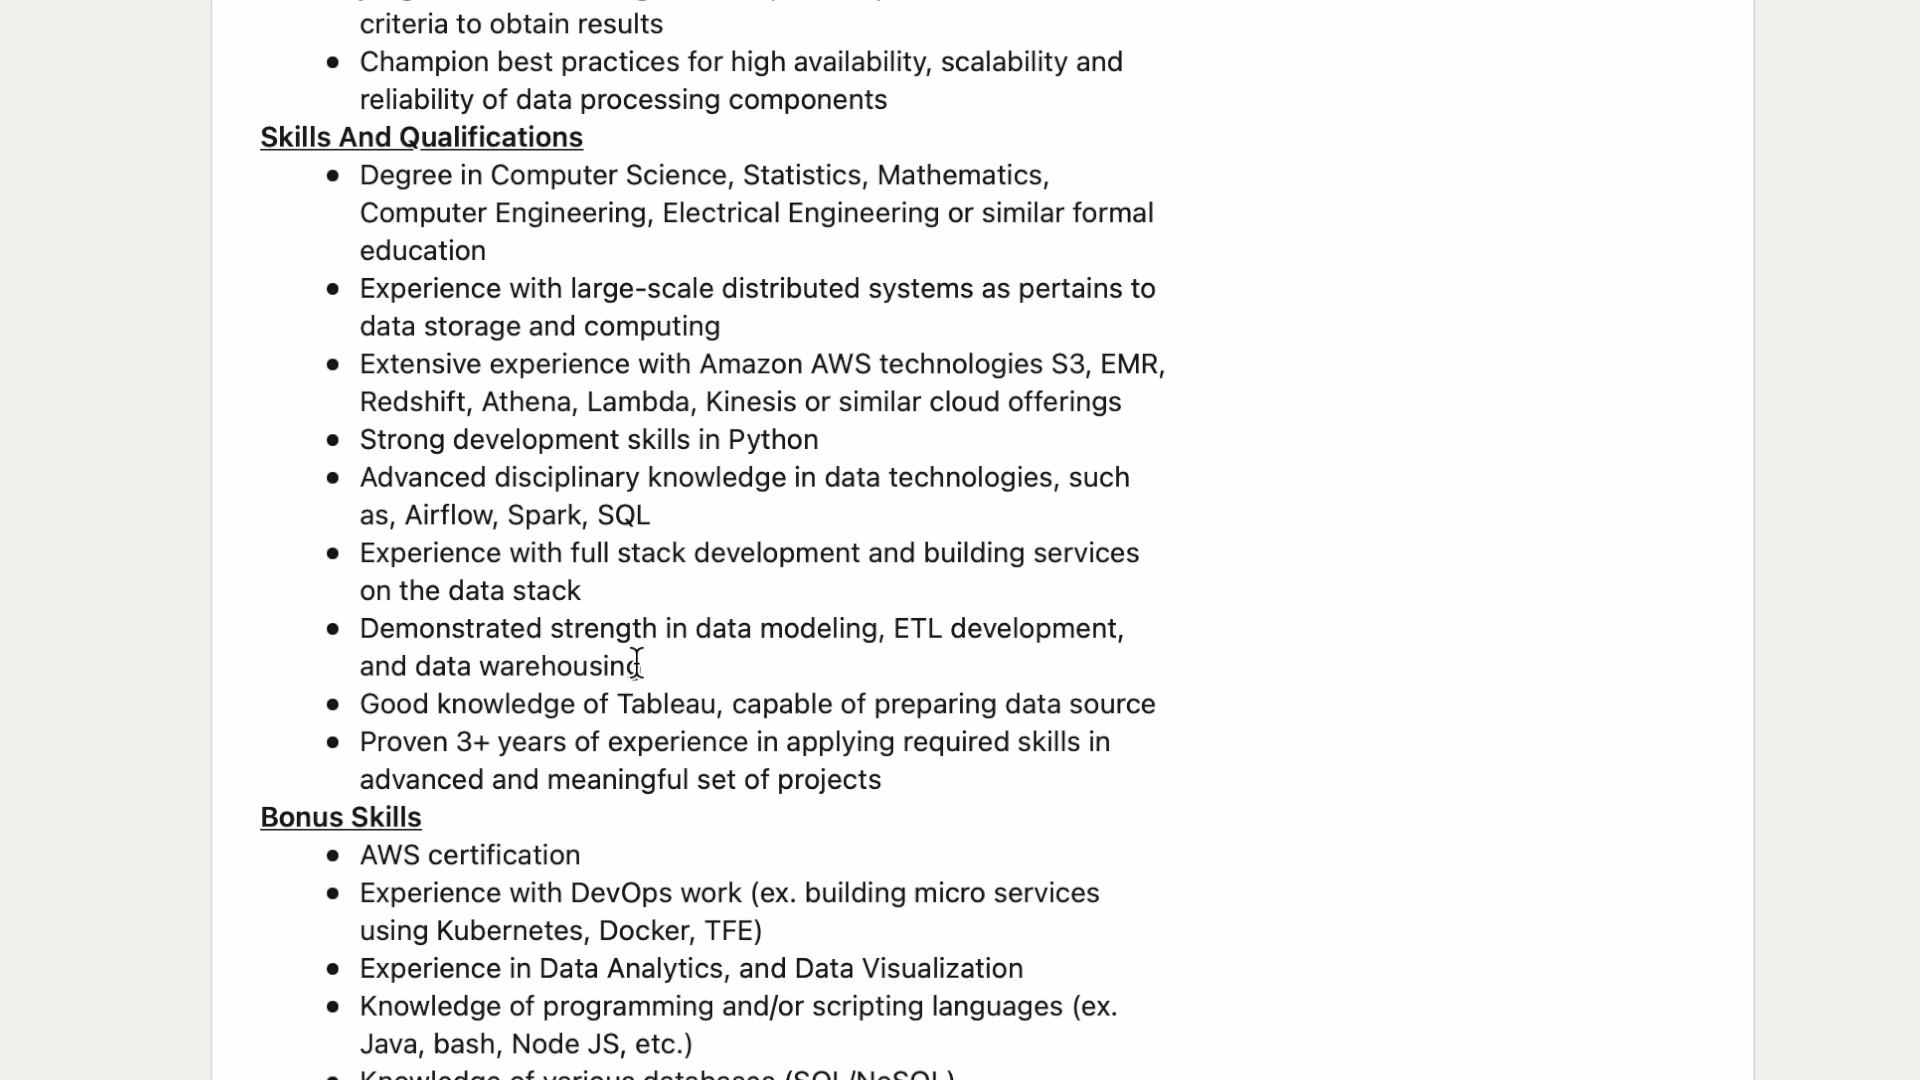 criteria to obtain results
● Champion best practices for high availability, scalability and
reliability of data processing components
Skills And Qualifications
● Degree in Computer Science, Statistics, Mathematics,
Computer Engineering, Electrical Engineering or similar formal
education
● Experience with large-scale distributed systems as pertains to
data storage and computing
● Extensive experience with Amazon AWS technologies S3, EMR,
Redshift, Athena, Lambda, Kinesis or similar cloud offerings
● Strong development skills in Python
● Advanced disciplinary knowledge in data technologies, such
as, Airflow, Spark, SQL
● Experience with full stack development and building services
on the data stack
● Demonstrated strength in data modeling, ETL development,
and data warehousing
● Good knowledge of Tableau, capable of preparing data source
● Proven 3+ years of experience in applying required skills in
advanced and meaningful set of projects
Bonus Skills
● AWS certification
● Experience with DevOps work (ex. building micro services
using Kubernetes, Docker, TFE)
● Experience in Data Analytics, and Data Visualization
● Knowledge of programming and/or scripting languages (ex.
Java, bash, Node JS, etc.)
● Knowledge of various databases (SQL/NoSQL)